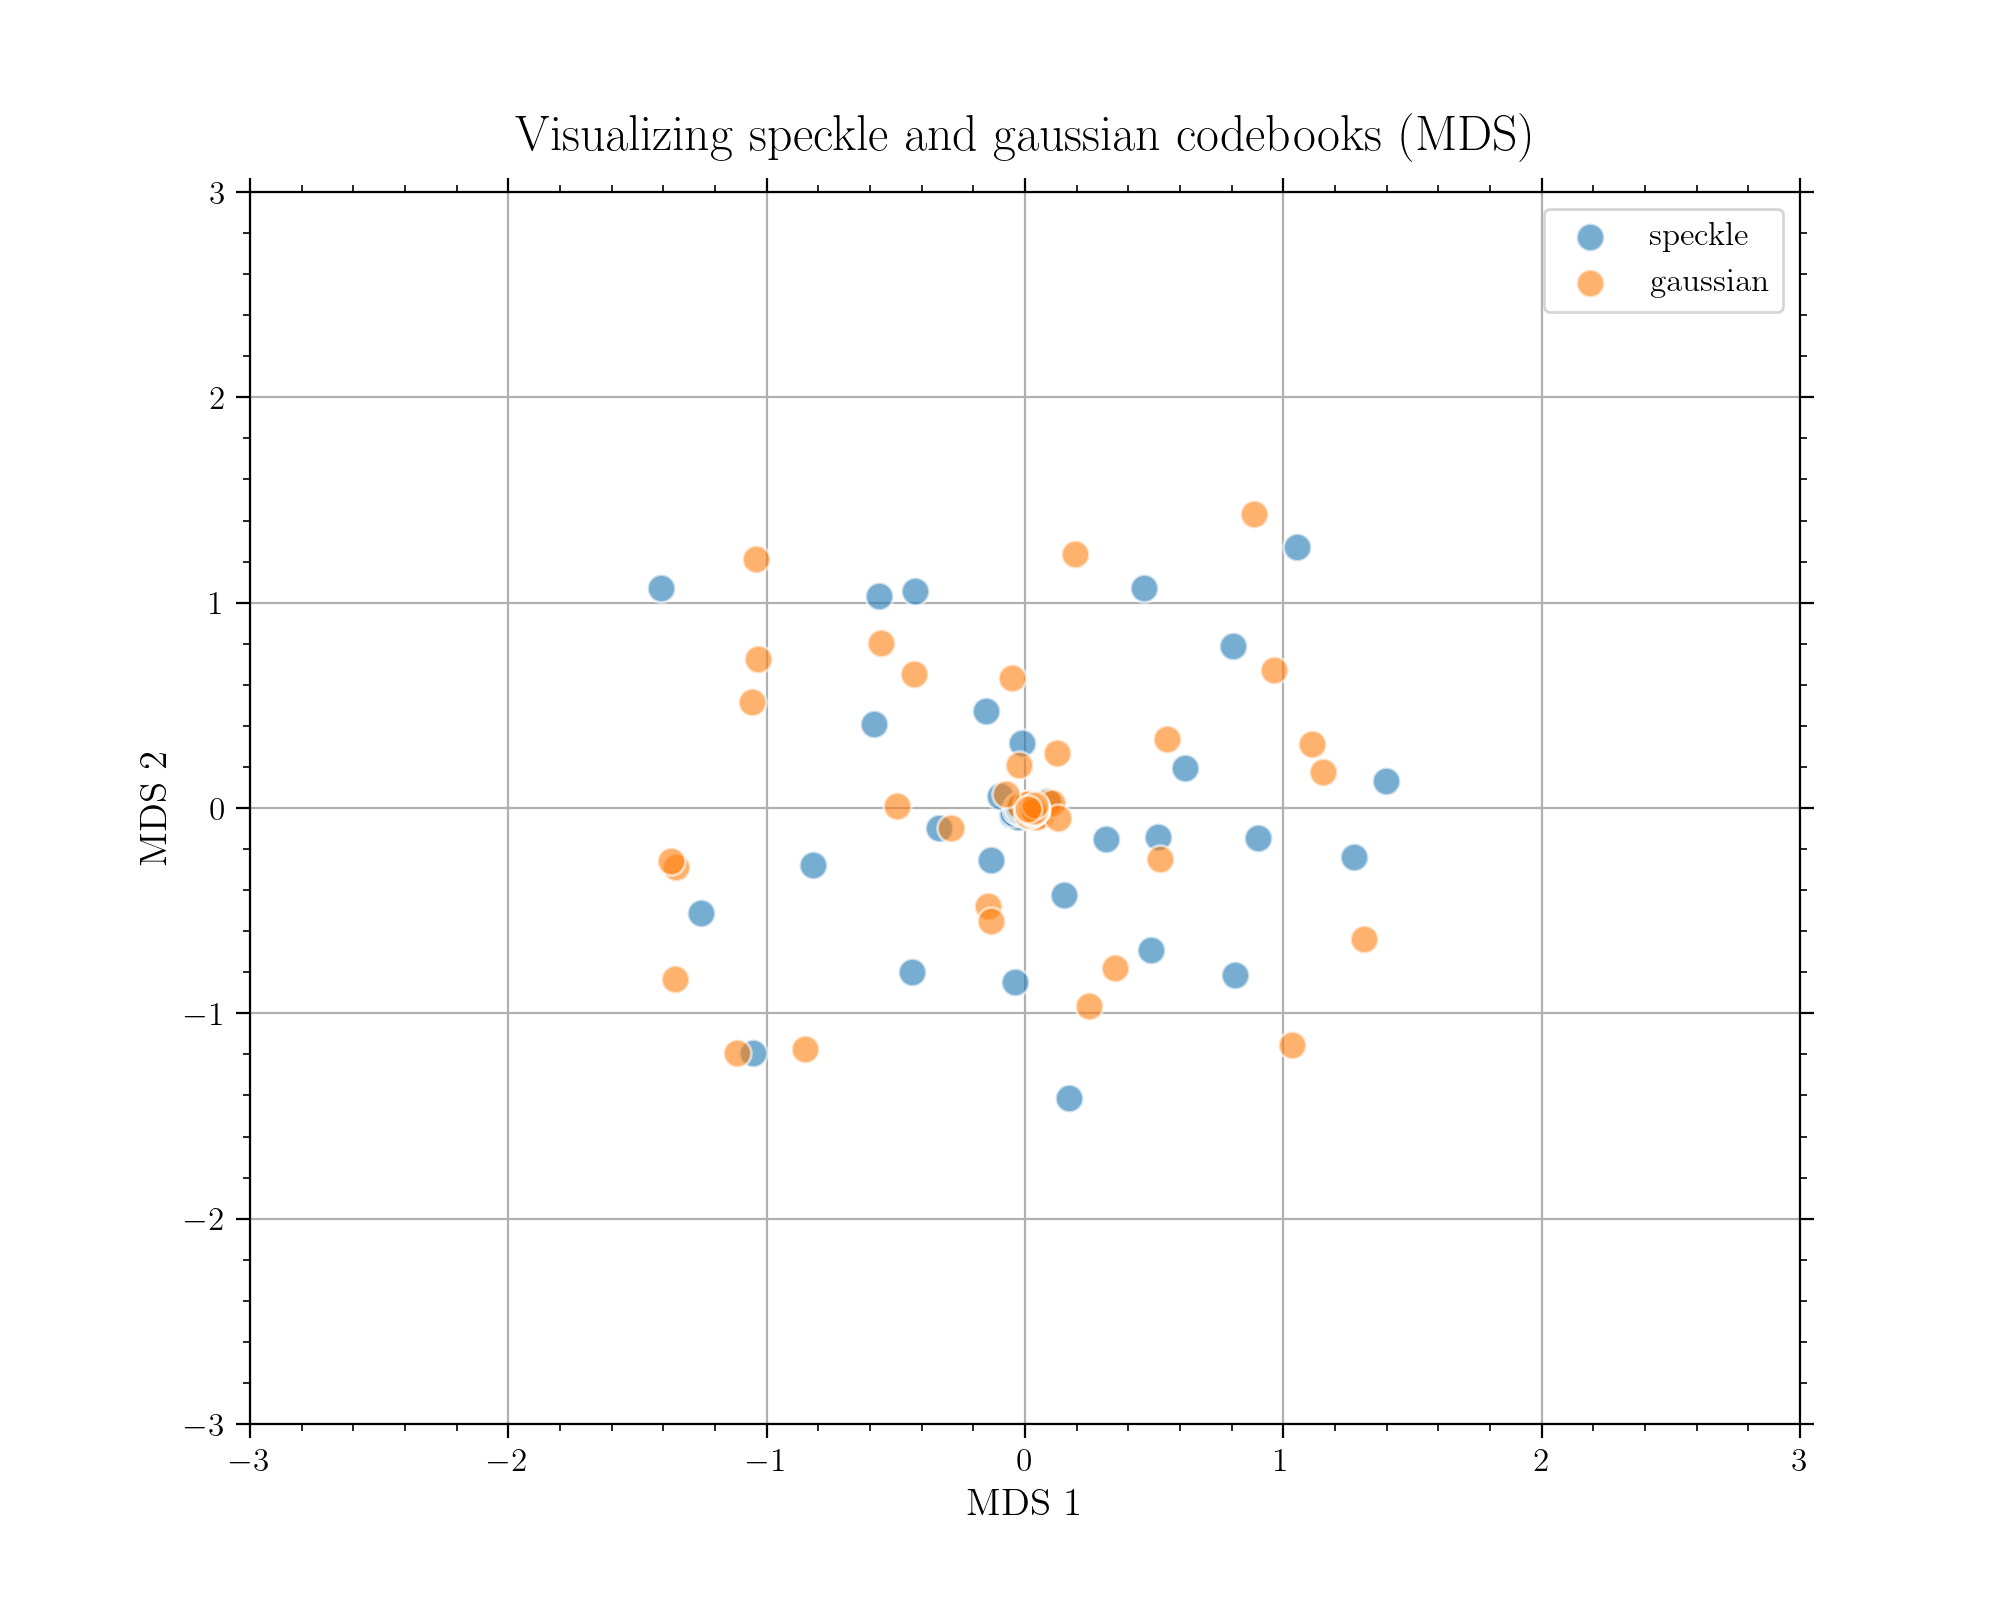 Visualizing speckle and gaussian codebooks (MDS)
speckle
gaussian
MDS 2
3
2
1
0
−1
−2
−3
−3 −2 −1 0 1 2 3
MDS 1